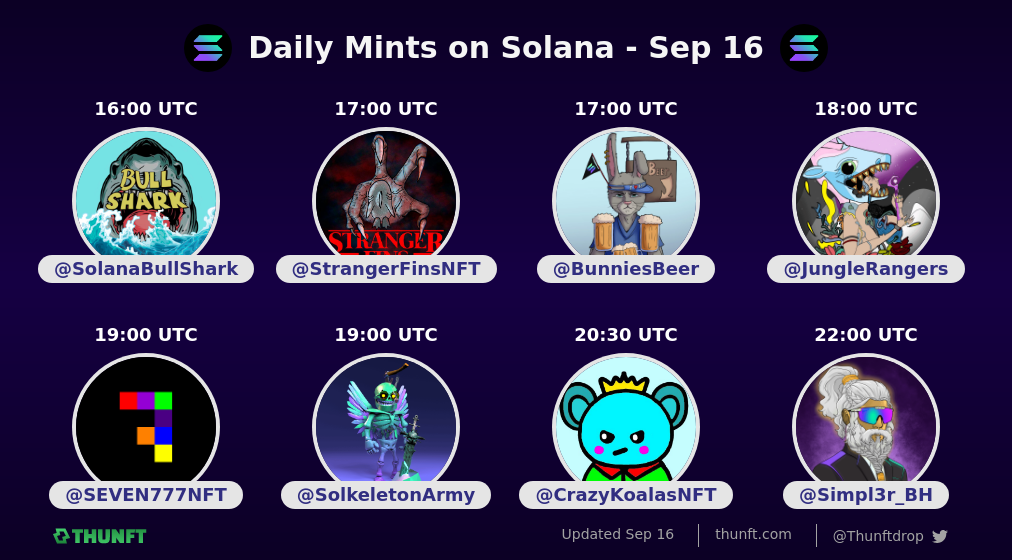 Daily Mints on Solana - Sep 16
16:00 UTC
17:00 UTC
17:00 UTC
18:00 UTC
BULL
SHARK
BEER
STRANGER
@SolanaBullShark
@StrangerFinsNFT
@BunniesBeer
@JungleRangers
19:00 UTC
19:00 UTC
20:30 UTC
22:00 UTC
@SEVEN777NFT
@SolkeletonArmy
@CrazyKoalasNFT
@Simpl3r_BH
THUNFT
Updated Sep 16
thunft.com
@Thunftdrop